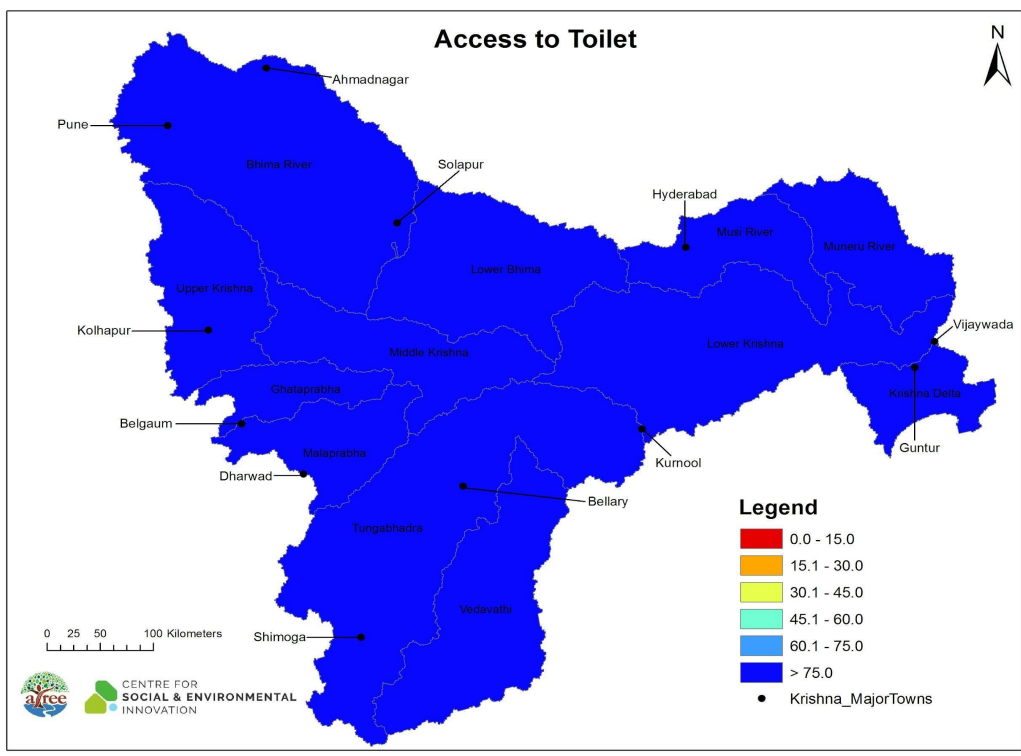 Access to Toilet
N
Ahmadnagar
Pune
Bhima River
Solapur
Hyderabad
Musi River
Muneru River
Lower Bhima
Upper Krishna
Kolhapur
Vijaywada
Lower Krishna
Middle Krishna
Ghataprabha
Krishna Delta
Belgaum
Guntur
Malaprabha
Kurnool
Dharwad
Bellary
Tungabhadra
Vedavathi
Shimoga
Legend
0.0 - 15.0
15.1 - 30.0
30.1 - 45.0
45.1 - 60.0
60.1 - 75.0
> 75.0
Krishna_MajorTowns
0 25 50 100 Kilometers
atree
CENTRE FOR
SOCIAL & ENVIRONMENTAL
INNOVATION